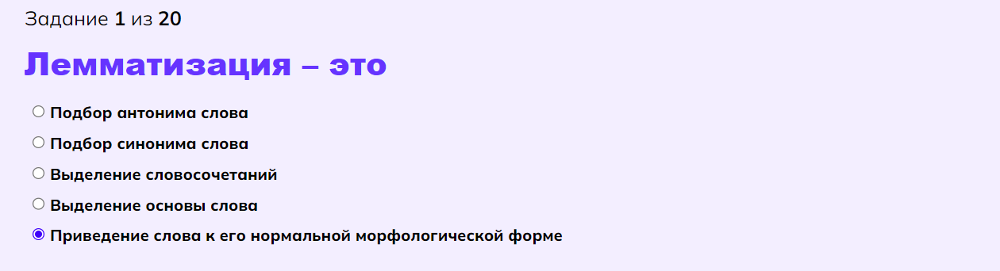 Задание 1 из 20
Лемматизация – это
Подбор антонима слова
Подбор синонима слова
Выделение словосочетаний
Выделение основы слова
Приведение слова к его нормальной морфологической форме